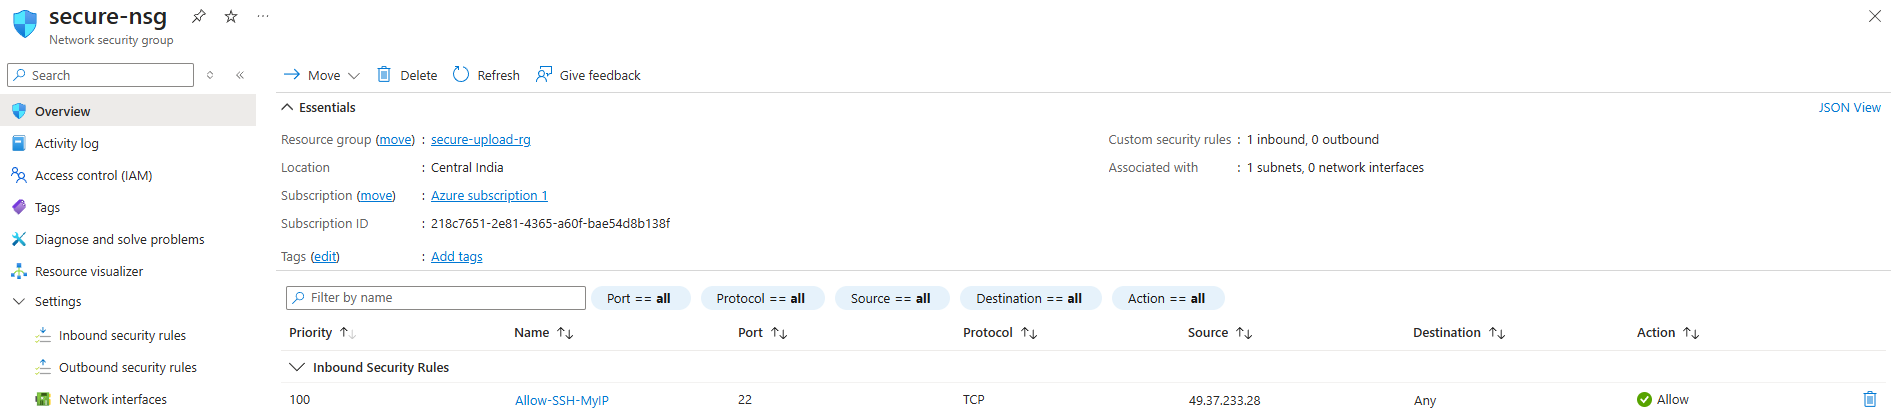 secure-nsg
Network security group
Search
Overview
Activity log
Access control (IAM)
Tags
Diagnose and solve problems
Resource visualizer
Settings
Inbound security rules
Outbound security rules
Network interfaces
Move Delete Refresh Give feedback
Essentials JSON View
Resource group (move) : secure-upload-rg
Location : Central India
Subscription (move) : Azure subscription 1
Subscription ID : 218c7651-2e81-4365-a60f-bae54d8b138f
Tags (edit) : Add tags
Custom security rules : 1 inbound, 0 outbound
Associated with : 1 subnets, 0 network interfaces
Filter by name Port == all Protocol == all Source == all Destination == all Action == all
Priority Name Port Protocol Source Destination Action
Inbound Security Rules
100 Allow-SSH-MyIP 22 TCP 49.37.233.28 Any Allow